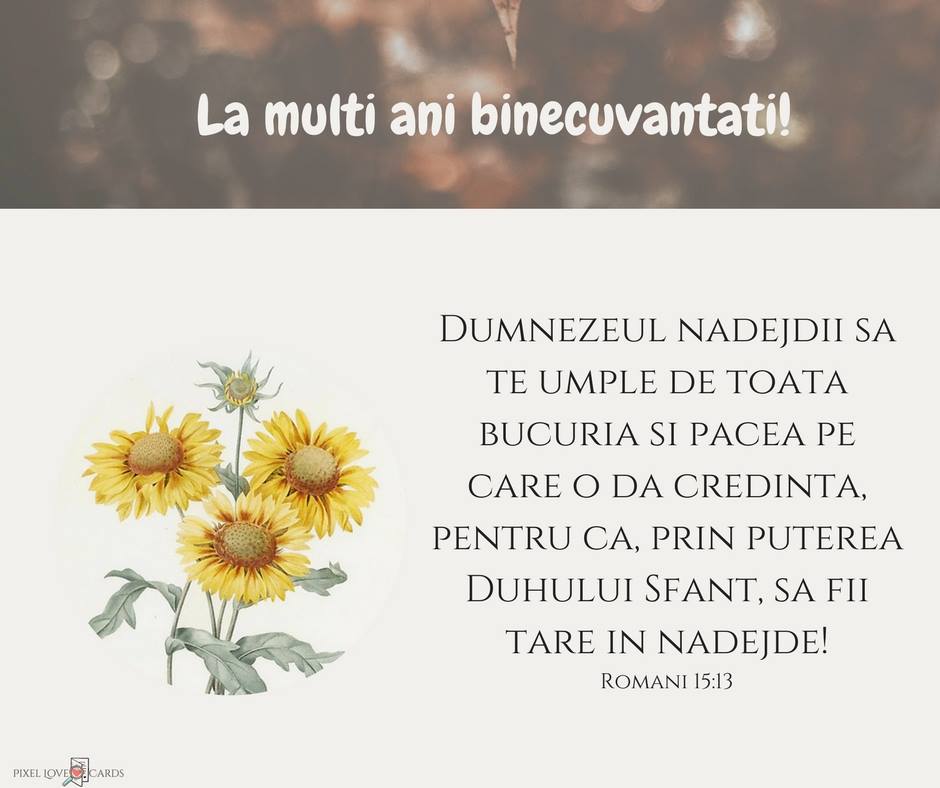 La multi ani binecuvantati!
Dumnezeul nadejdii sa
te umple de toata
bucuria si pacea pe
care o da credinta,
pentru ca, prin puterea
Duhului Sfant, sa fii
tare in nadejde!
Romani 15:13
Pixel Love Cards